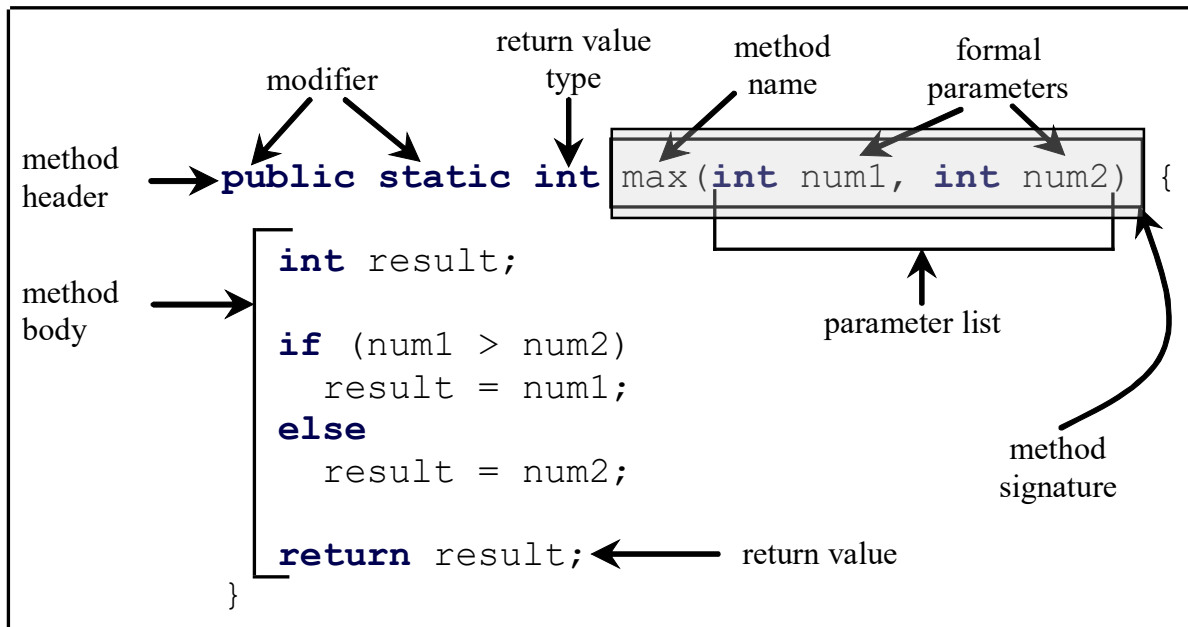 return value
type
method
name
formal
parameters
modifier
method
header
public static int max(int num1, int num2) {
int result;
method
body
parameter list
if (num1 > num2)
result = num1;
else
result = num2;
method
signature
return result;
return value
}